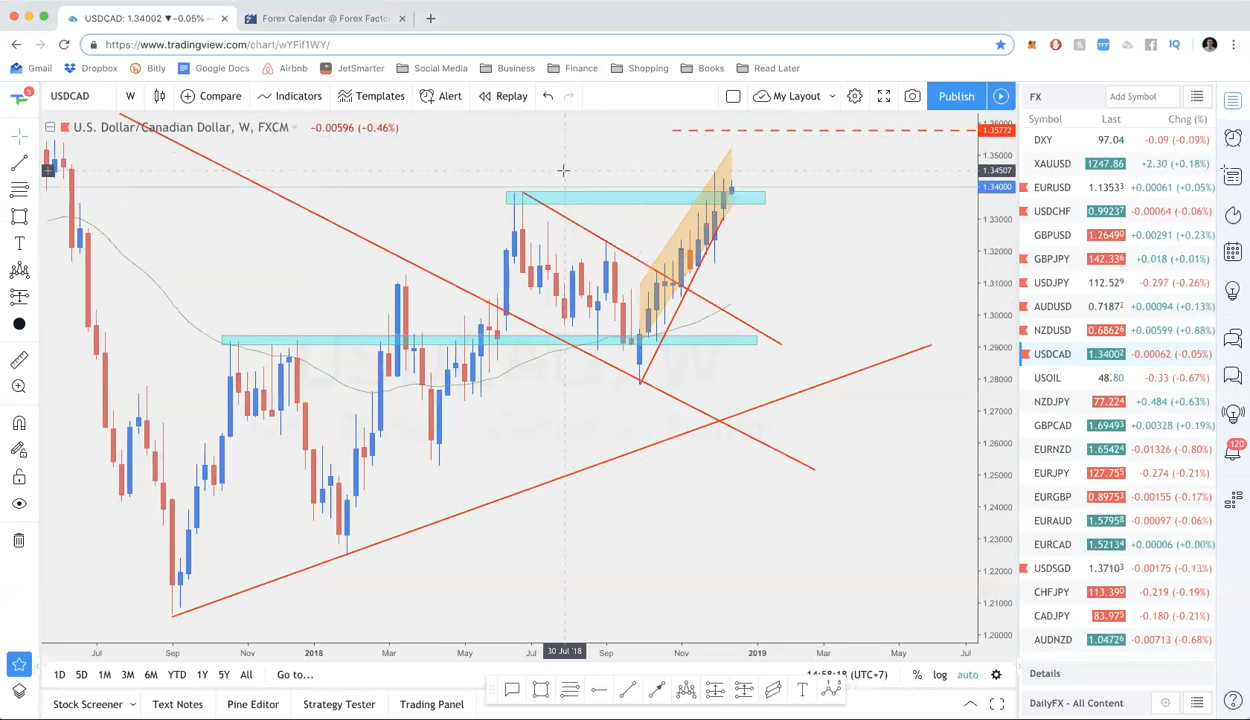 USDCAD: 1.34002 ▼−0.05% ~
Forex Calendar @ Forex Facto
https://www.tradingview.com/chart/wYFif1WY/
IQ
Gmail Dropbox Bitly Google Docs Airbnb JetSmarter Social Media Business Finance Shopping Books Read Later
5 USDCAD W Compare Indicators Templates Alert Replay My Layout Publish
U.S. Dollar/Canadian Dollar, W, FXCM −0.00596 (−0.46%)
1.35772
1.35000
1.34507
1.34000
1.33000
1.32000
1.31000
1.30000
1.29000
1.28000
1.27000
1.26000
1.25000
1.24000
1.23000
1.22000
1.21000
1.20000
Jul Sep 2018 Mar May Jul 30 Jul '18 Sep Nov 2019 Mar May Jul
1D 5D 1M 3M 6M YTD 1Y 5Y All Go to... 14:58:18 (UTC+7) % log auto
Stock Screener Text Notes Pine Editor Strategy Tester Trading Panel
FX Add Symbol
Symbol Last Chng (%)
DXY 97.04 -0.09 (-0.09%)
XAUUSD 1247.86 +2.30 (+0.18%)
EURUSD 1.13533 +0.00061 (+0.05%)
USDCHF 0.99237 -0.00064 (-0.06%)
GBPUSD 1.26490 +0.00291 (+0.23%)
GBPJPY 142.336 +0.018 (+0.01%)
USDJPY 112.529 -0.297 (-0.26%)
AUDUSD 0.71872 +0.00094 (+0.13%)
NZDUSD 0.68626 +0.00599 (+0.88%)
USDCAD 1.34002 -0.00062 (-0.05%)
USOIL 48.80 -0.33 (-0.67%)
NZDJPY 77.224 +0.484 (+0.63%)
GBPCAD 1.69493 +0.00328 (+0.19%)
EURNZD 1.65424 -0.01326 (-0.80%)
EURJPY 127.755 -0.274 (-0.21%)
EURGBP 0.89753 -0.00155 (-0.17%)
EURAUD 1.57958 -0.00097 (-0.06%)
EURCAD 1.52134 +0.00006 (+0.00%)
USDSGD 1.37103 -0.00175 (-0.13%)
CHFJPY 113.390 -0.219 (-0.19%)
CADJPY 83.975 -0.180 (-0.21%)
AUDNZD 1.04726 -0.00713 (-0.68%)
Details
DailyFX - All Content
120